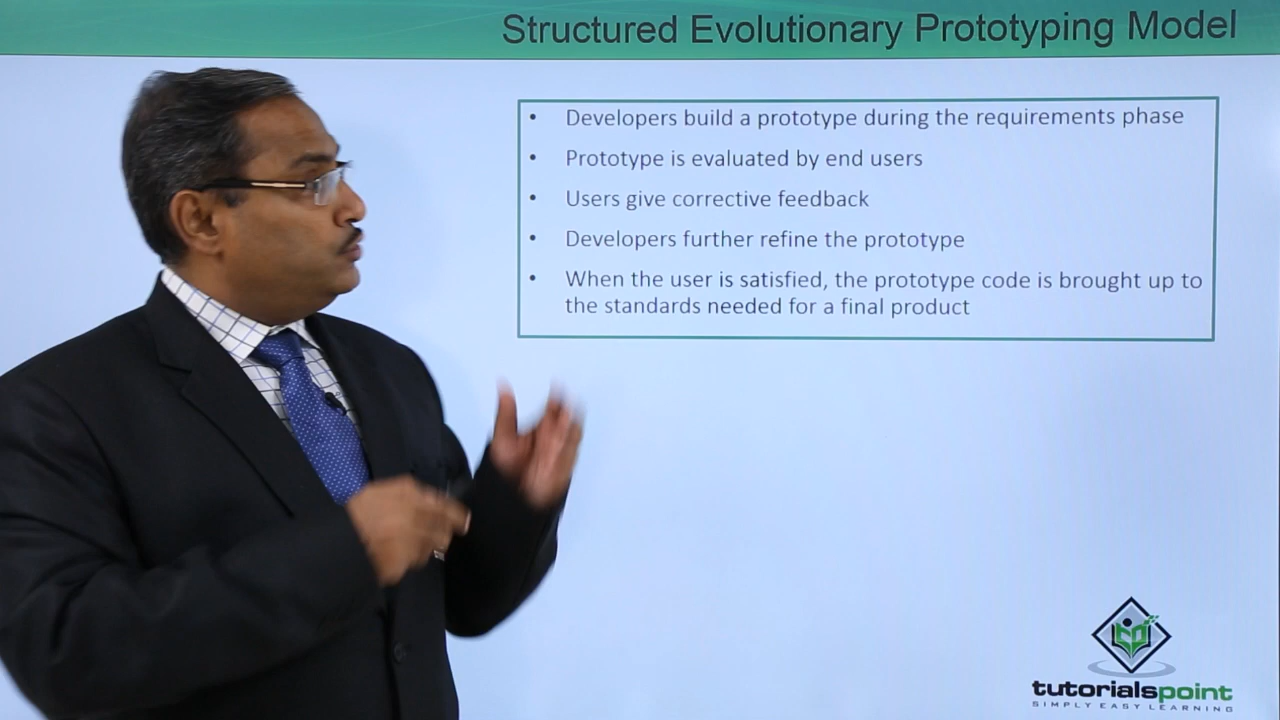 Structured Evolutionary Prototyping Model
• Developers build a prototype during the requirements phase
• Prototype is evaluated by end users
• Users give corrective feedback
• Developers further refine the prototype
• When the user is satisfied, the prototype code is brought up to
the standards needed for a final product
tutorialspoint
SIMPLY EASY LEARNING